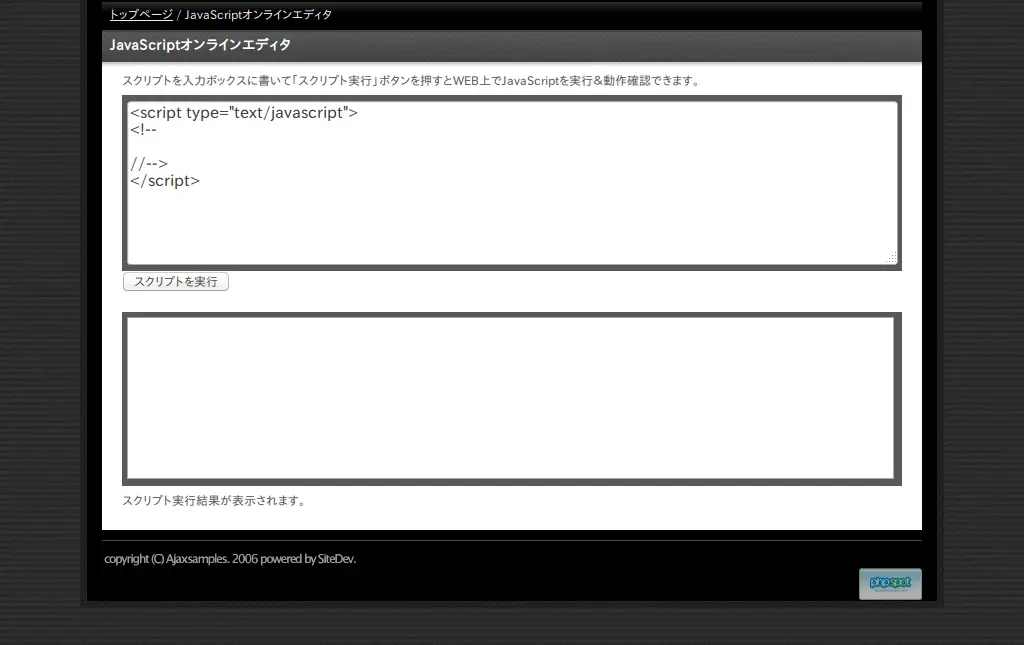 トップページ / JavaScriptオンラインエディタ
JavaScriptオンラインエディタ
スクリプトを入力ボックスに書いて「スクリプト実行」ボタンを押すとWEB上でJavaScriptを実行&動作確認できます。
<script type="text/javascript">
<!--
//-->
</script>
スクリプトを実行
スクリプト実行結果が表示されます。
copyright (C) Ajaxsamples. 2006 powered by SiteDev.
phpspot